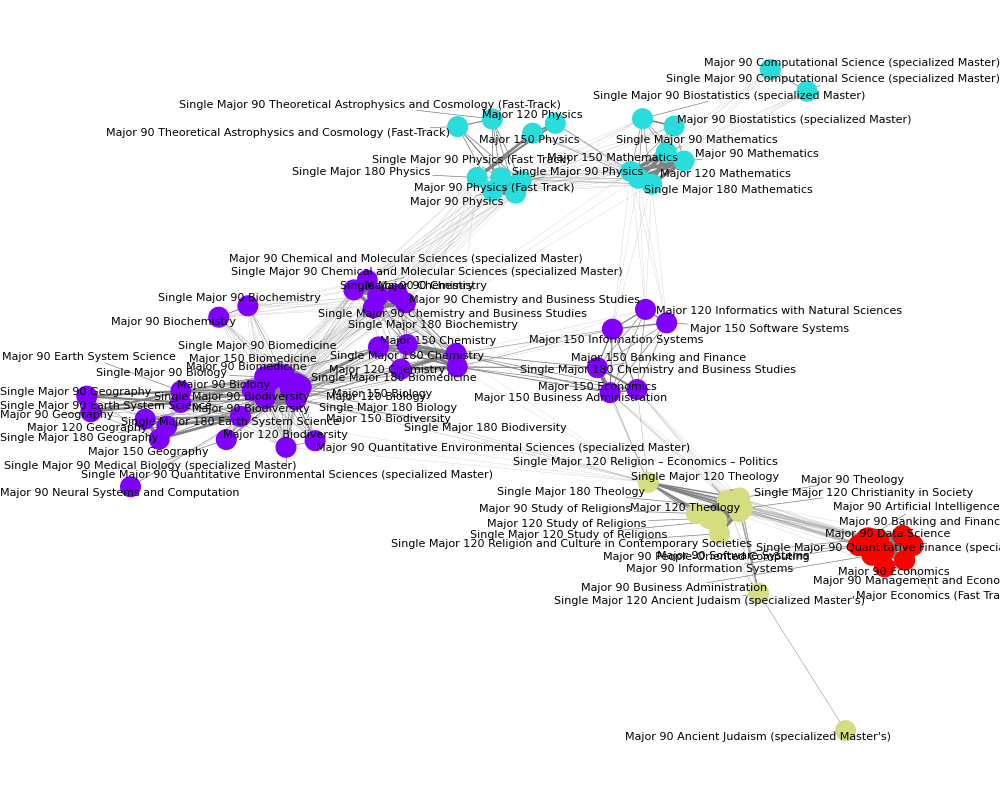 Major 90 Computational Science (specialized Master)
Single Major 90 Computational Science (specialized Master)
Single Major 90 Biostatistics (specialized Master)
Single Major 90 Theoretical Astrophysics and Cosmology (Fast-Track)
Major 120 Physics
Major 90 Biostatistics (specialized Master)
Major 90 Theoretical Astrophysics and Cosmology (Fast-Track)
Major 150 Physics
Single Major 90 Mathematics
Major 90 Mathematics
Single Major 90 Physics (Fast Track)
Major 150 Mathematics
Single Major 180 Physics
Single Major 90 Physics
Major 120 Mathematics
Major 90 Physics (Fast Track)
Single Major 180 Mathematics
Major 90 Physics
Major 90 Chemical and Molecular Sciences (specialized Master)
Single Major 90 Chemical and Molecular Sciences (specialized Master)
Single Major 90 Chemistry
Major 90 Chemistry
Single Major 90 Biochemistry
Major 90 Chemistry and Business Studies
Major 120 Informatics with Natural Sciences
Single Major 90 Chemistry and Business Studies
Major 90 Biochemistry
Single Major 180 Biochemistry
Major 150 Software Systems
Major 150 Chemistry
Major 150 Information Systems
Single Major 90 Biomedicine
Major 90 Earth System Science
Major 150 Biomedicine
Single Major 180 Chemistry
Major 150 Banking and Finance
Major 90 Biomedicine
Single Major 90 Biology
Major 120 Chemistry
Single Major 180 Chemistry and Business Studies
Single Major 180 Biomedicine
Major 90 Biology
Major 150 Economics
Single Major 90 Geography
Major 150 Biology
Single Major 90 Biodiversity
Major 120 Biology
Major 150 Business Administration
Single Major 90 Earth System Science
Major 90 Biodiversity
Single Major 180 Biology
Major 90 Geography
Major 150 Biodiversity
Single Major 180 Earth System Science
Major 120 Geography
Single Major 180 Biodiversity
Major 120 Biodiversity
Single Major 180 Geography
Major 90 Quantitative Environmental Sciences (specialized Master)
Major 150 Geography
Single Major 120 Religion – Economics – Politics
Single Major 90 Medical Biology (specialized Master)
Single Major 90 Quantitative Environmental Sciences (specialized Master)
Single Major 120 Theology
Major 90 Theology
Major 90 Neural Systems and Computation
Single Major 180 Theology
Single Major 120 Christianity in Society
Major 90 Study of Religions
Major 120 Theology
Major 90 Artificial Intelligence
Major 120 Study of Religions
Major 90 Banking and Finance
Single Major 120 Study of Religions
Major 90 Data Science
Single Major 120 Religion and Culture in Contemporary Societies
Single Major 90 Quantitative Finance (spec
Major 90 People-Oriented Computing
Major 90 Software Systems
Major 90 Information Systems
Major 90 Economics
Major 90 Management and Econo
Major 90 Business Administration
Major Economics (Fast Tra
Single Major 120 Ancient Judaism (specialized Master's)
Major 90 Ancient Judaism (specialized Master's)